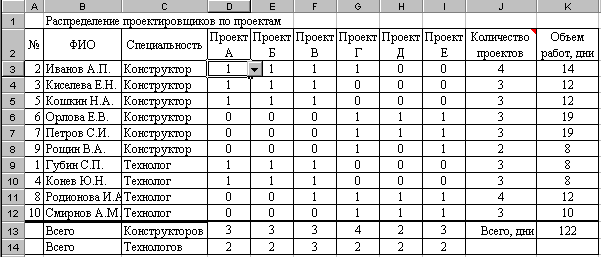 A B C D E F G H I J K
1 Распределение проектировщиков по проектам
2 № ФИО Специальность Проект А Проект Б Проект В Проект Г Проект Д Проект Е Количество проектов Объем работ, дни
3 2 Иванов А.П. Конструктор 1 1 1 1 0 0 4 14
4 3 Киселева Е.Н. Конструктор 1 1 1 0 0 0 3 12
5 5 Кошкин Н.А. Конструктор 1 1 1 0 0 0 3 12
6 6 Орлова Е.В. Конструктор 0 0 0 1 1 1 3 19
7 7 Петров С.И. Конструктор 0 0 0 1 1 1 3 19
8 9 Рощин В.А. Конструктор 0 0 0 1 0 1 2 8
9 1 Губин С.П. Технолог 1 1 1 0 0 0 3 8
10 4 Конев Ю.Н. Технолог 1 1 1 0 0 0 3 8
11 8 Родионова И.А Технолог 0 0 1 1 1 1 4 12
12 10 Смирнов А.М. Технолог 0 0 0 1 1 1 3 10
13 Всего Конструкторов 3 3 3 4 2 3 Всего, дни 122
14 Всего Технологов 2 2 3 2 2 2